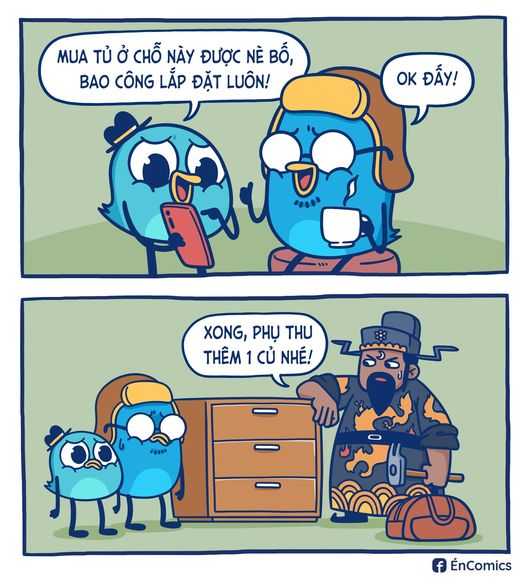 MUA TỦ Ở CHỖ NÀY ĐƯỢC NÈ BỐ,
BAO CÔNG LẮP ĐẶT LUÔN!
OK ĐẤY!
XONG, PHỤ THU
THÊM 1 CỦ NHÉ!
f ÉnComics